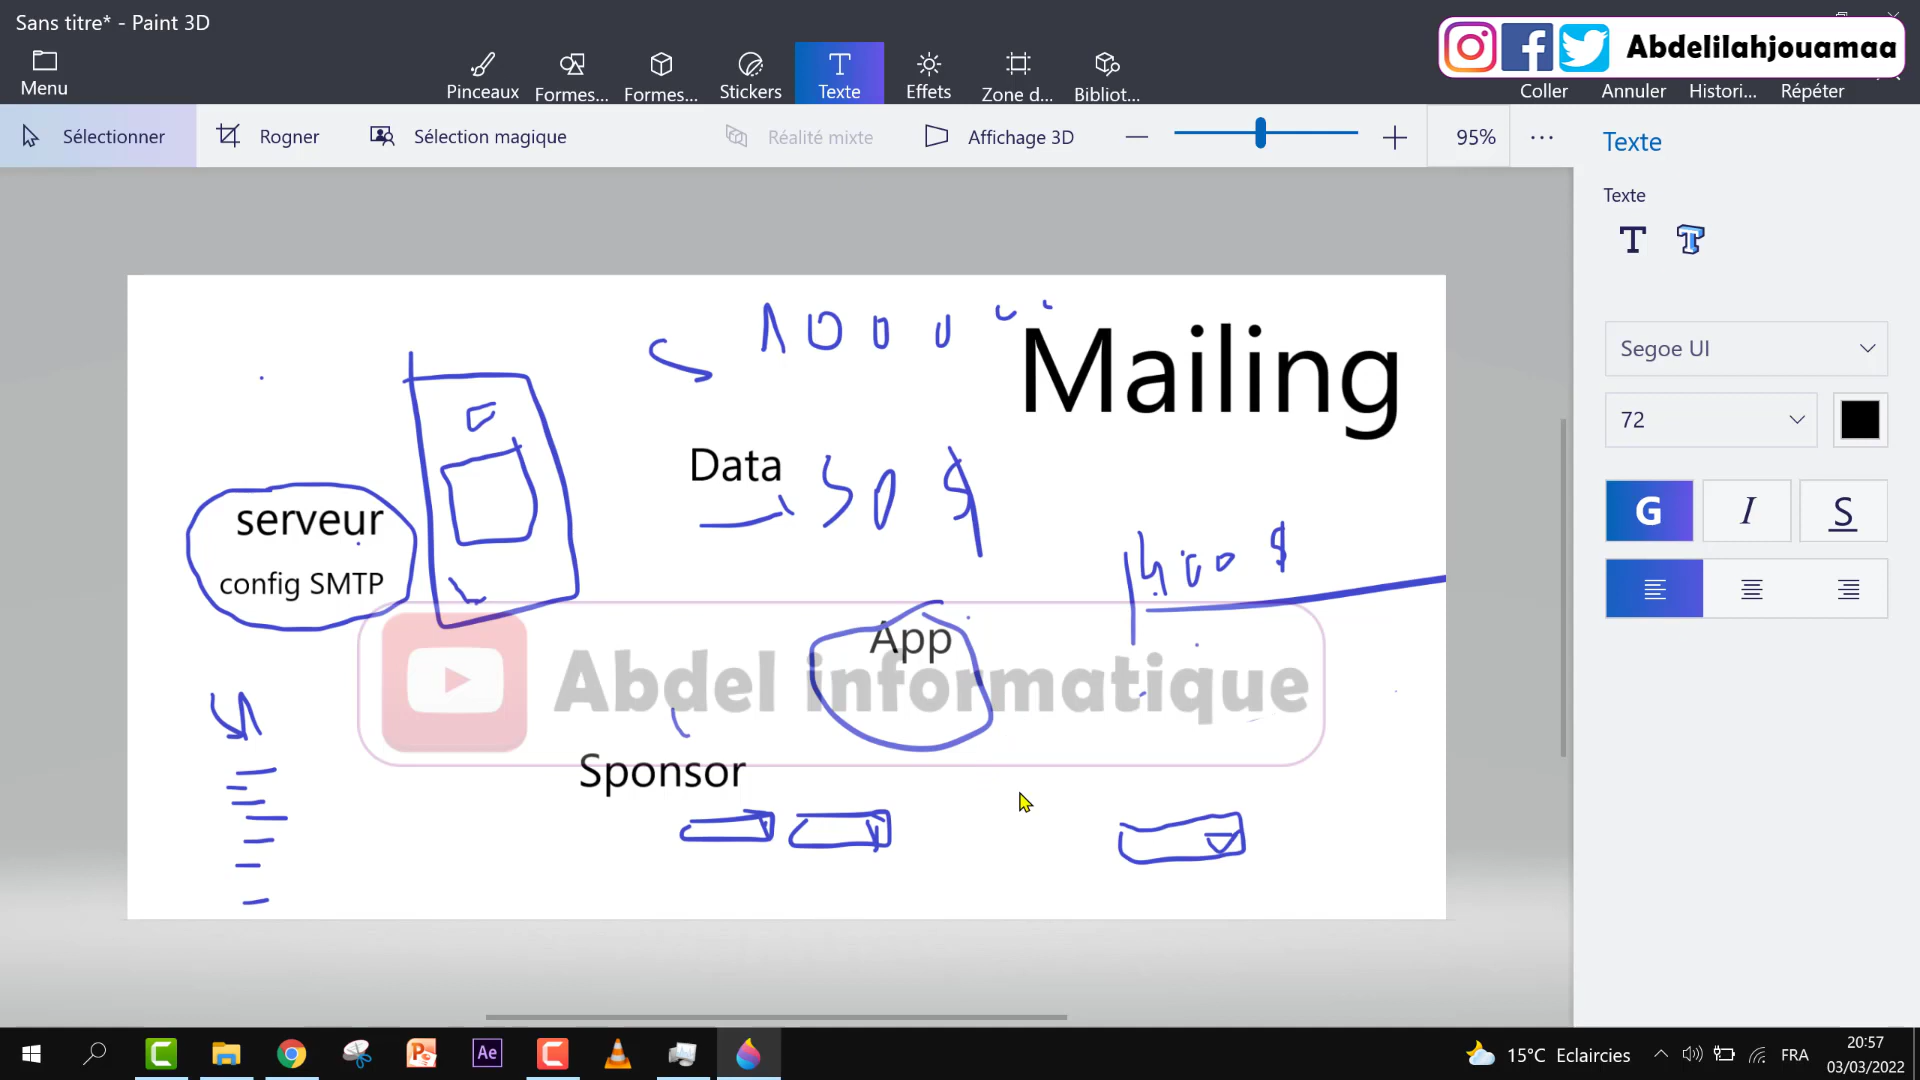 Sans titre* - Paint 3D
Abdelilahjouamaa
Menu
Pinceaux
Formes...
Formes...
Stickers
Texte
Effets
Zone d...
Bibliot...
Coller
Annuler
Histori...
Répéter
Sélectionner
Rogner
Sélection magique
Réalité mixte
Affichage 3D
95%
Texte
Texte
Segoe UI
72
G
I
S
10000
Mailing
Data
50 $
serveur
config SMTP
App
Abdel informatique
Sponsor
15°C Eclaircies
FRA
20:57
03/03/2022